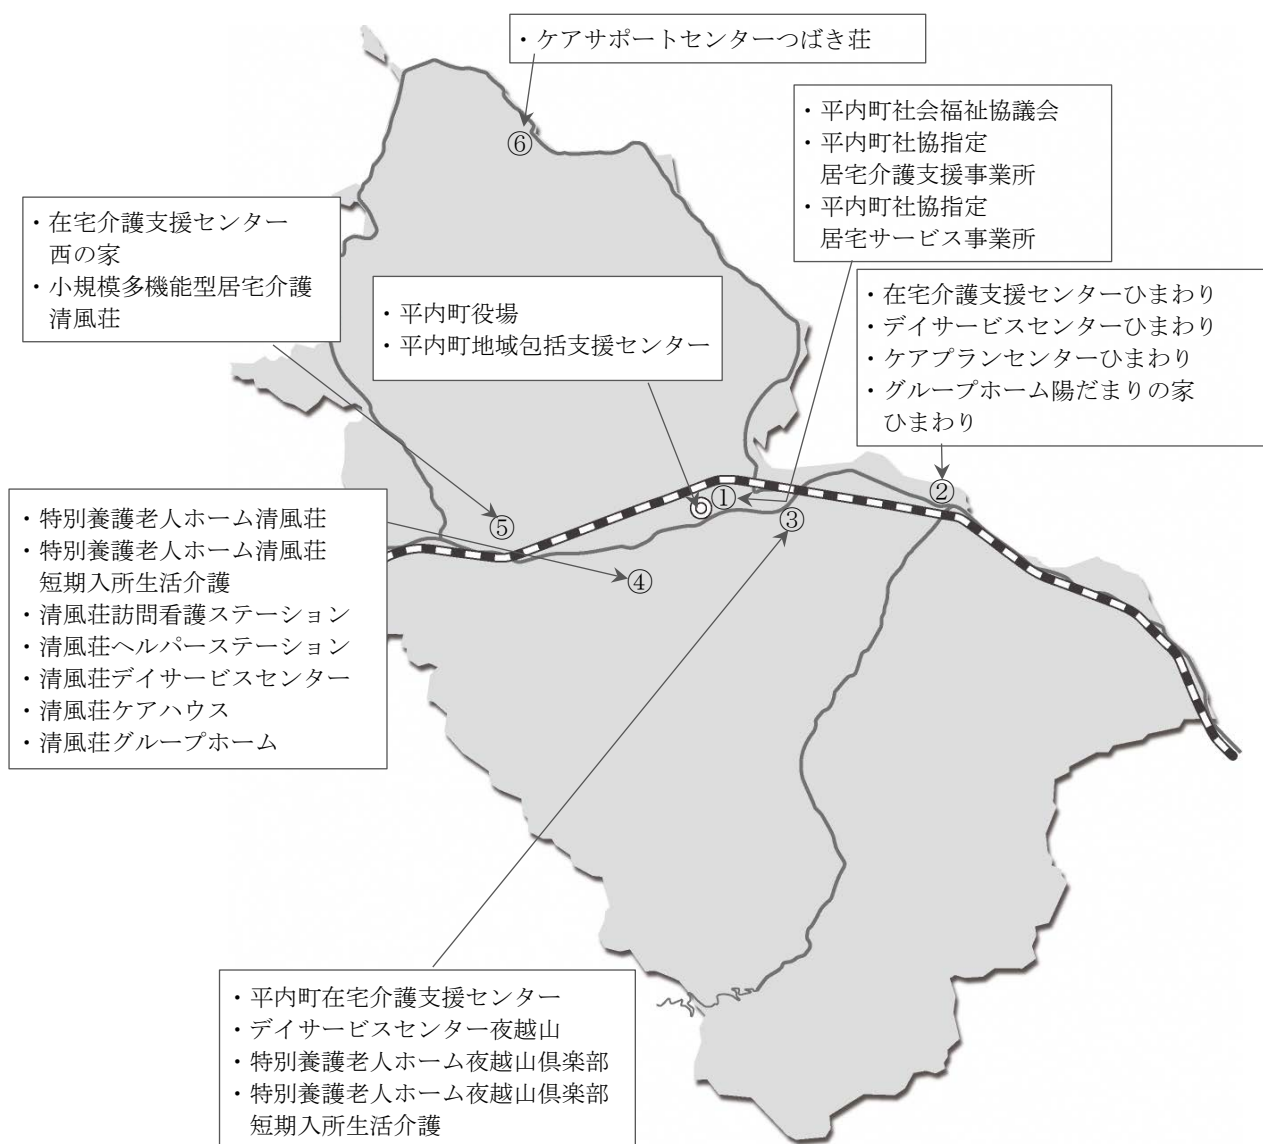 ・ケアサポートセンターつばき荘
⑥
・平内町社会福祉協議会
・平内町社協指定
居宅介護支援事業所
・平内町社協指定
居宅サービス事業所
・在宅介護支援センター
西の家
・小規模多機能型居宅介護
清風荘
・平内町役場
・平内町地域包括支援センター
・在宅介護支援センターひまわり
・デイサービスセンターひまわり
・ケアプランセンターひまわり
・グループホーム陽だまりの家
ひまわり
①
②
③
⑤
④
・特別養護老人ホーム清風荘
・特別養護老人ホーム清風荘
短期入所生活介護
・清風荘訪問看護ステーション
・清風荘ヘルパーステーション
・清風荘デイサービスセンター
・清風荘ケアハウス
・清風荘グループホーム
・平内町在宅介護支援センター
・デイサービスセンター夜越山
・特別養護老人ホーム夜越山倶楽部
・特別養護老人ホーム夜越山倶楽部
短期入所生活介護